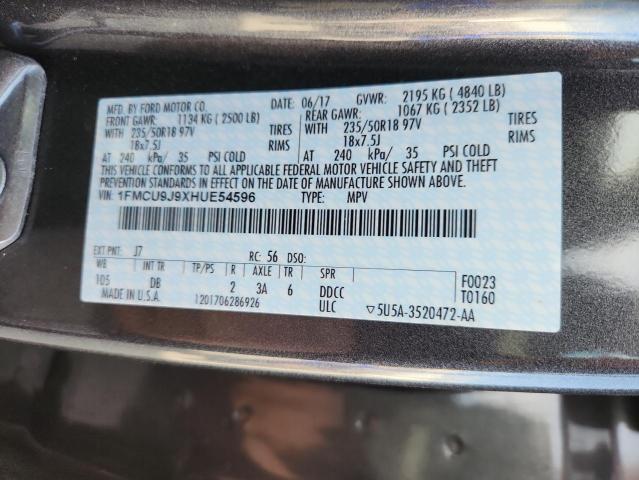 MFD. BY FORD MOTOR CO. DATE: 06/17 GVWR: 2195 KG ( 4840 LB)
FRONT GAWR: 1134 KG ( 2500 LB) REAR GAWR: 1067 KG ( 2352 LB)
WITH 235/50R18 97V TIRES WITH 235/50R18 97V TIRES
18x7.5J RIMS 18x7.5J RIMS
AT 240 kPa/ 35 PSI COLD AT 240 kPa/ 35 PSI COLD
THIS VEHICLE CONFORMS TO ALL APPLICABLE FEDERAL MOTOR VEHICLE SAFETY AND THEFT
PREVENTION STANDARDS IN EFFECT ON THE DATE OF MANUFACTURE SHOWN ABOVE.
VIN: 1FMCU9J9XHUE54596 TYPE: MPV
EXT PNT: J7 RC: 56 DSO:
WB INT TR TP/PS R AXLE TR SPR F0023
105 DB 2 3A 6 DDCC T0160
MADE IN U.S.A. 1201706286926 ULC ▽5U5A-3520472-AA